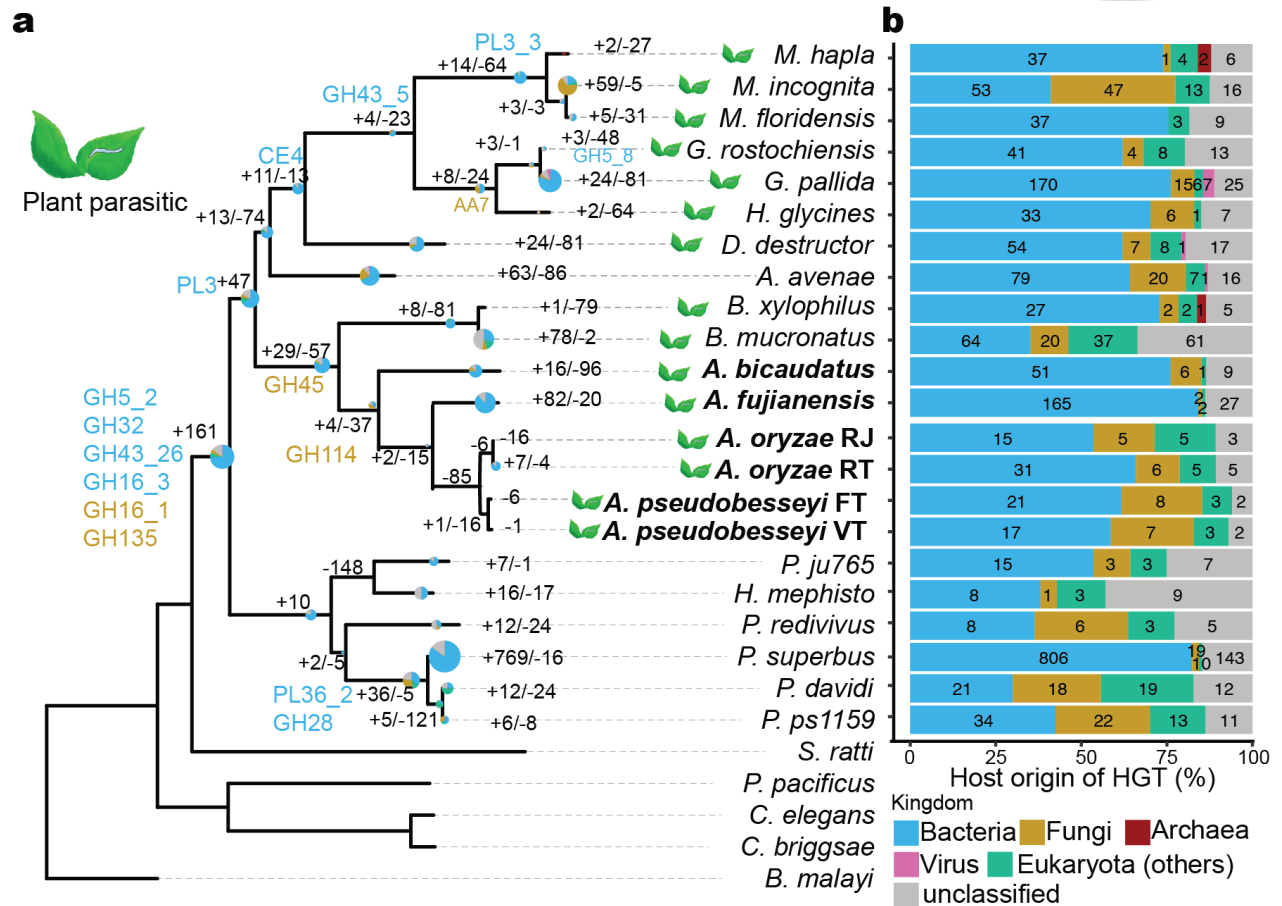 a
b
Plant parasitic
PL3_3
+14/-64
+2/-27
M. hapla
37 1 4 2 6
+59/-5
M. incognita
53 47 13 16
GH43_5
+4/-23
+3/-3
+5/-31
M. floridensis
37 3 9
+3/-1
+3/-48
GH5_8
G. rostochiensis
41 4 8 13
CE4
+11/-13
+8/-24
AA7
+24/-81
G. pallida
170 15 6 7 25
+2/-64
H. glycines
33 6 1 7
+13/-74
+24/-81
D. destructor
54 7 8 1 17
+63/-86
A. avenae
79 20 7 1 16
PL3
+47
+8/-81
+1/-79
B. xylophilus
27 2 2 1 5
+78/-2
B. mucronatus
64 20 37 61
+29/-57
GH45
+16/-96
A. bicaudatus
51 6 1 9
+82/-20
A. fujianensis
165 2 2 27
+4/-37
GH114
+2/-15
-6
-16
A. oryzae RJ
15 5 5 3
+7/-4
A. oryzae RT
31 6 5 5
-85
-6
A. pseudobesseyi FT
21 8 3 2
+1/-16
-1
A. pseudobesseyi VT
17 7 3 2
GH5_2
GH32
GH43_26
GH16_3
GH16_1
GH135
+161
-148
+7/-1
P. ju765
15 3 3 7
+10
+16/-17
H. mephisto
8 1 3 9
+12/-24
P. redivivus
8 6 3 5
+2/-5
+769/-16
P. superbus
806 19 10 143
PL36_2
GH28
+36/-5
+12/-24
P. davidi
21 18 19 12
+5/-121
+6/-8
P. ps1159
34 22 13 11
S. ratti
P. pacificus
C. elegans
C. briggsae
B. malayi
0 25 50 75 100
Host origin of HGT (%)
Kingdom
Bacteria Fungi Archaea
Virus Eukaryota (others)
unclassified